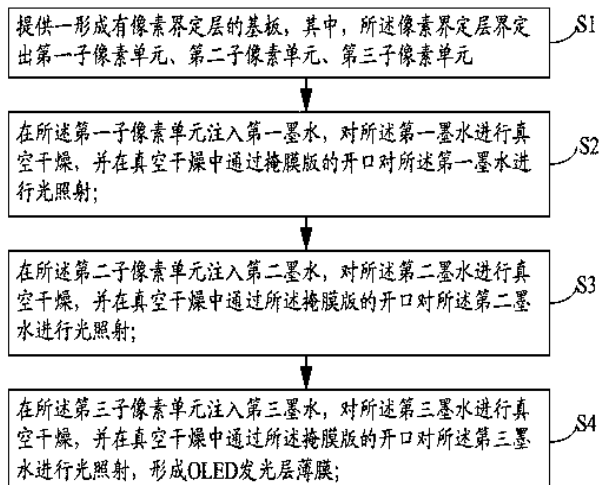 提供一形成有像素界定层的基板，其中，所述像素界定层界定
出第一子像素单元、第二子像素单元、第三子像素单元
S1
在所述第一子像素单元注入第一墨水，对所述第一墨水进行真
空干燥，并在真空干燥中通过掩膜版的开口对所述第一墨水进
行光照射；
S2
在所述第二子像素单元注入第二墨水，对所述第二墨水进行真
空干燥，并在真空干燥中通过所述掩膜版的开口对所述第二墨
水进行光照射；
S3
在所述第三子像素单元注入第三墨水，对所述第三墨水进行真
空干燥，并在真空干燥中通过所述掩膜版的开口对所述第三墨
水进行光照射，形成OLED发光层薄膜；
S4